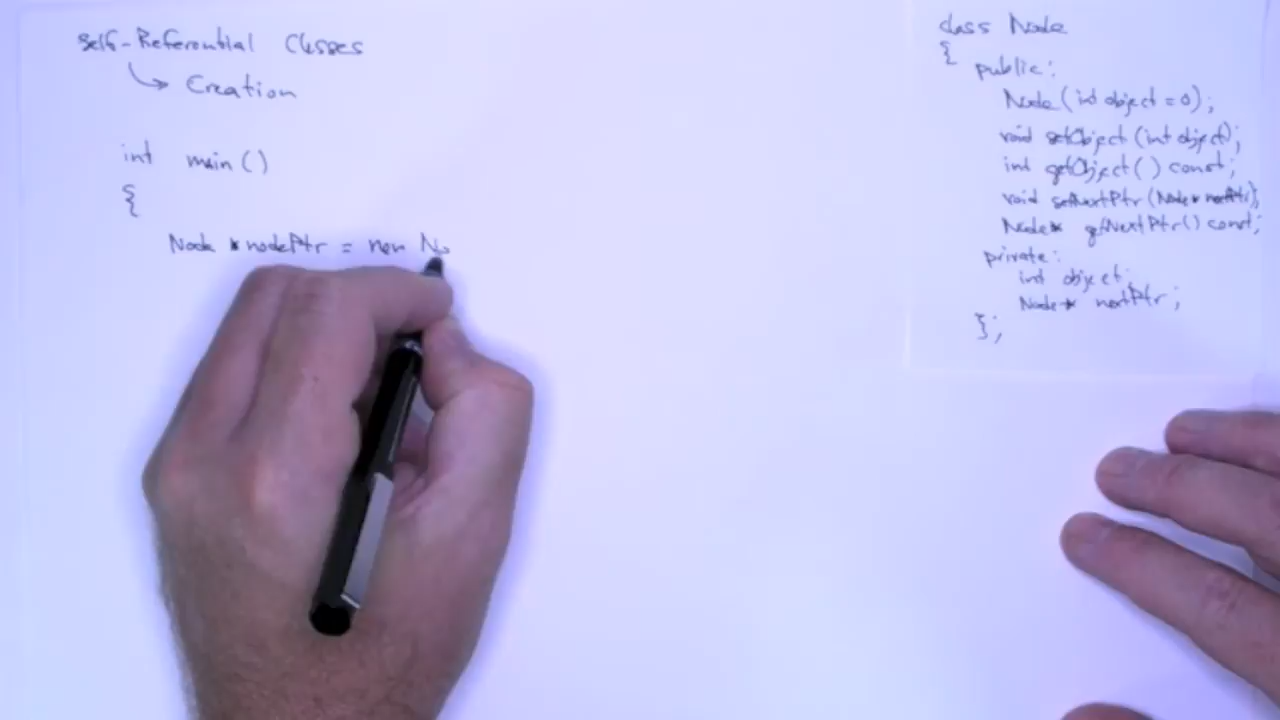 Self-Referential Classes
Creation
int main()
{
Node *nodePtr = new No
class Node
{
public:
Node(int object = 0);
void setObject(int object);
int getObject() const;
void setNextPtr(Node* nextPtr);
Node* getNextPtr() const;
private:
int object;
Node* nextPtr;
};